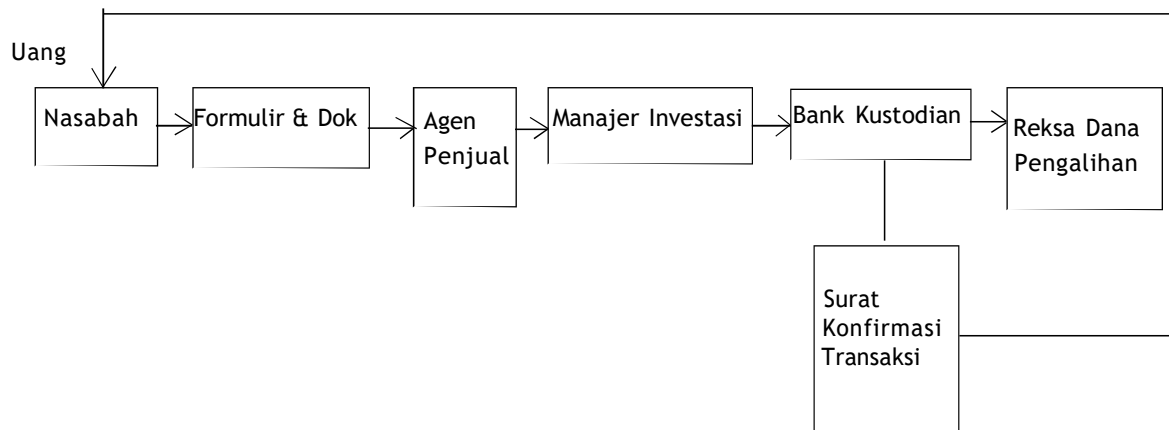 Uang
Nasabah
Formulir & Dok
Agen
Penjual
Manajer Investasi
Bank Kustodian
Reksa Dana
Pengalihan
Surat
Konfirmasi
Transaksi